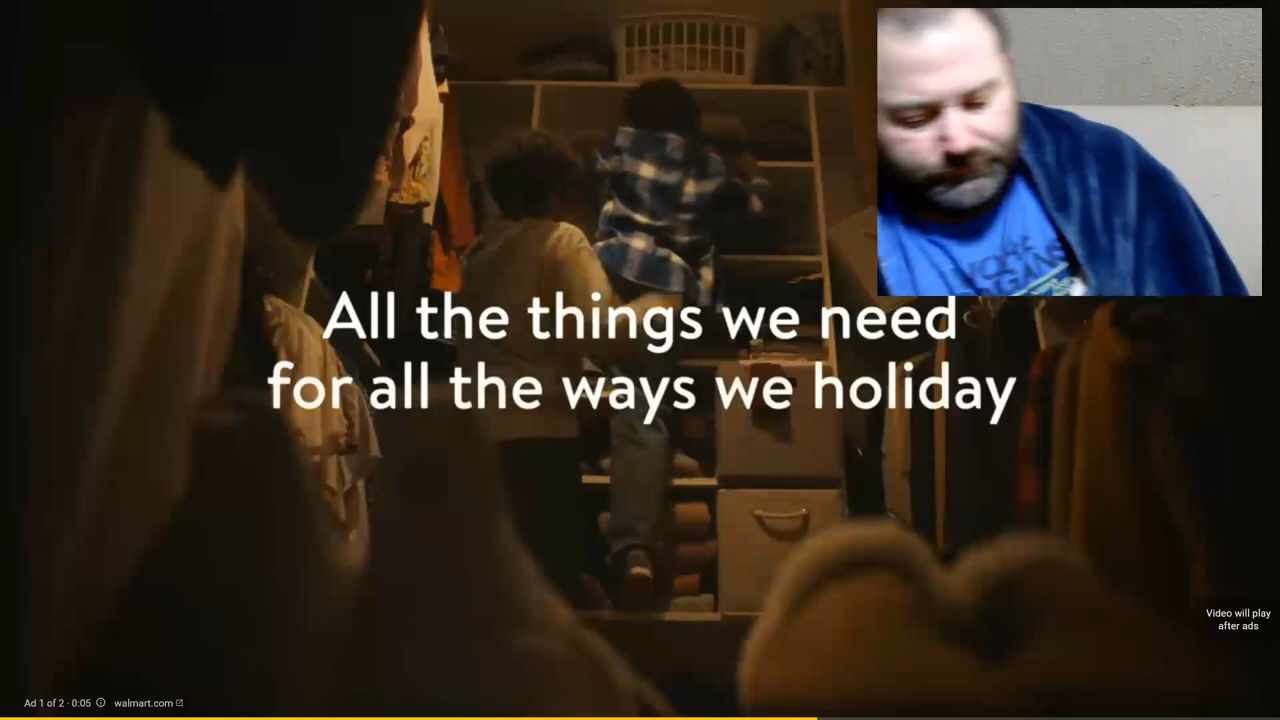 All the things we need
for all the ways we holiday
Video will play
after ads
Ad 1 of 2 · 0:05
walmart.com